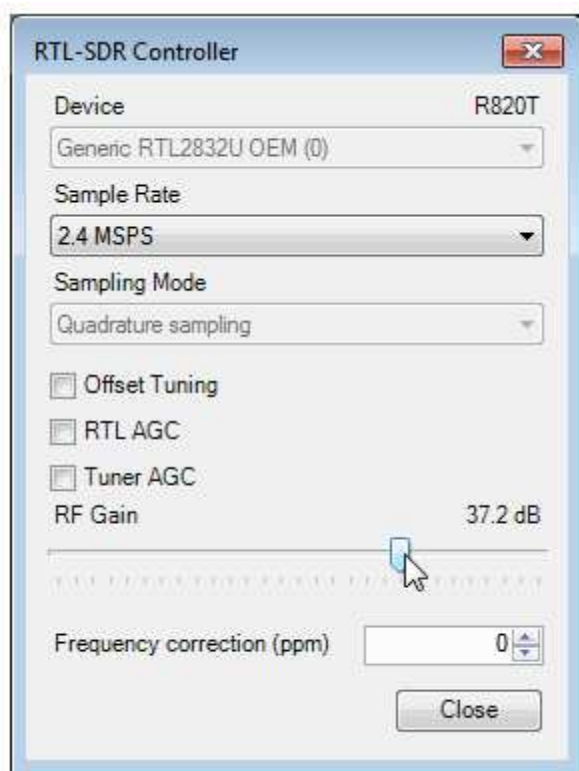 RTL-SDR Controller
Device R820T
Generic RTL2832U OEM (0)
Sample Rate
2.4 MSPS
Sampling Mode
Quadrature sampling
Offset Tuning
RTL AGC
Tuner AGC
RF Gain 37.2 dB
Frequency correction (ppm) 0
Close